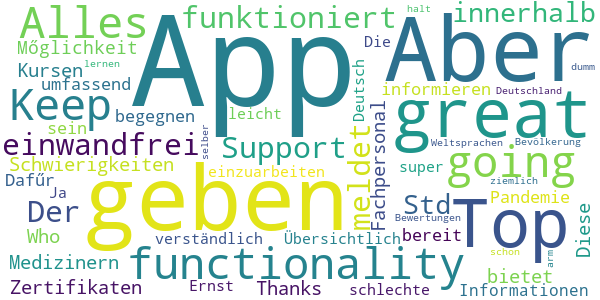 Alles
funktioniert
App
Aber
halt
innerhalb
Möglichkeit
Die
lernen
Kursen
umfassend
Keep
begegnen
leicht
Deutsch
dumm
informieren
Deutschland
great
sein
einwandfrei
selber
Support
meldet
Fachpersonal
Weltsprachen
Bevölkerung
Schwierigkeiten
geben
einzuarbeiten
super
going
Dafür
Ja
ziemlich
Der
Std
Top
Pandemie
Diese
Who
verständlich
Übersichtlich
Bewertungen
bereit
functionality
Medizinern
schon
arm
bietet
Zertifikaten
Ernst
Thanks
schlechte
Informationen